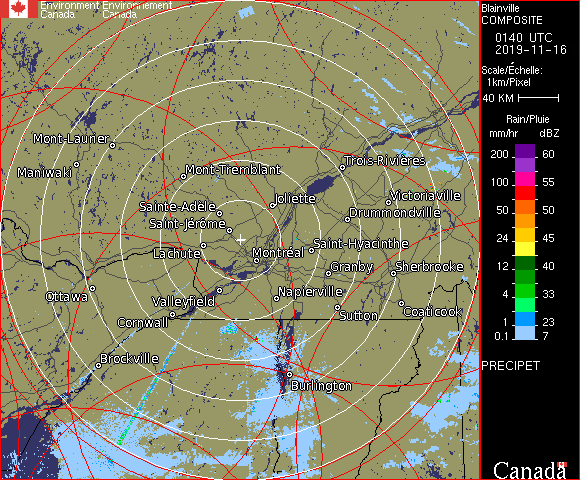 Environment Environnement
Canada Canada
Blainville
COMPOSITE
0140 UTC
2019-11-16
Scale/Échelle:
1km/Pixel
40 KM
Rain/Pluie
mm/hr dBZ
200 60
100 55
50 50
24 45
12 40
4 33
1 23
0.1 7
PRECIPET
Canada
Mont-Laurier
Maniwaki
Mont-Tremblant
Trois-Rivières
Joliette
Victoriaville
Sainte-Adèle
Drummondville
Saint-Jérôme
Lachute
Montréal
Saint-Hyacinthe
Granby
Sherbrooke
Ottawa
Valleyfield
Napierville
Cornwall
Sutton
Coaticook
Brockville
Burlington